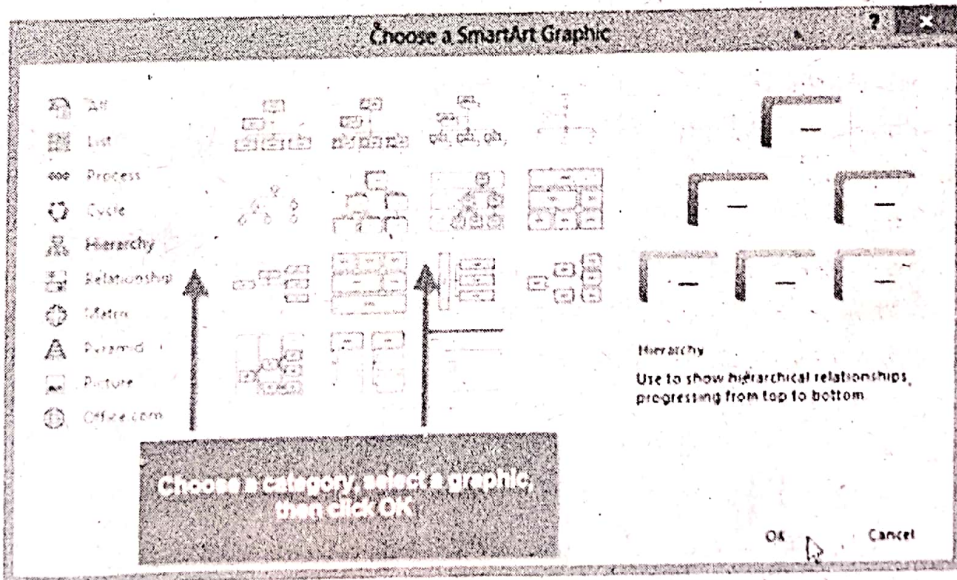 Choose a SmartArt Graphic
?
All
List
Process
Cycle
Hierarchy
Relationship
Matrix
Pyramid
Picture
Office.com
Hierarchy
Use to show hierarchical relationships
progressing from top to bottom
Choose a category, select a graphic,
then click OK
OK
Cancel